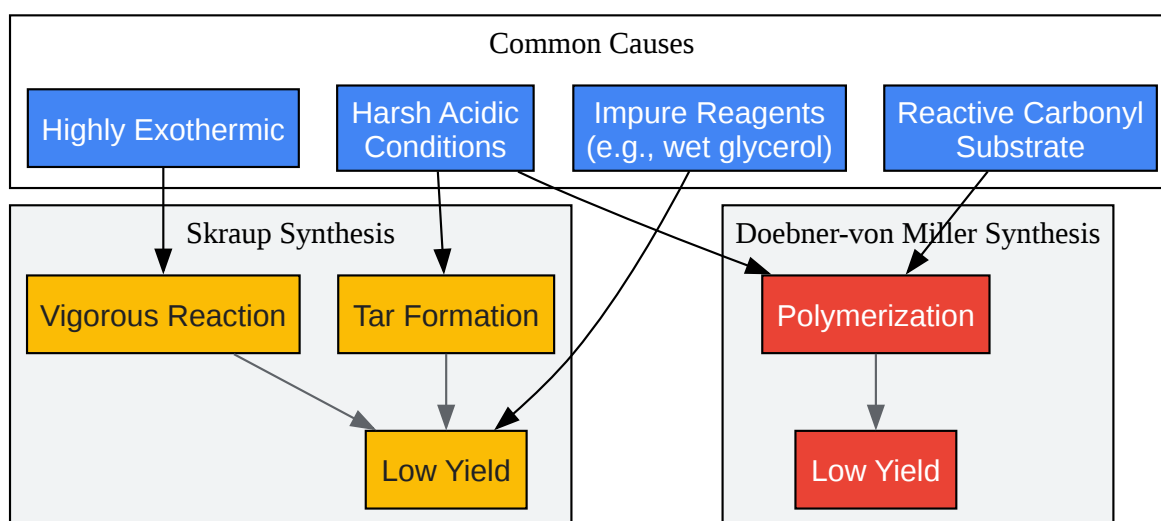 Common Causes
Highly Exothermic
Harsh Acidic
Conditions
Impure Reagents
(e.g., wet glycerol)
Reactive Carbonyl
Substrate
Skraup Synthesis
Vigorous Reaction
Tar Formation
Low Yield
Doebner-von Miller Synthesis
Polymerization
Low Yield